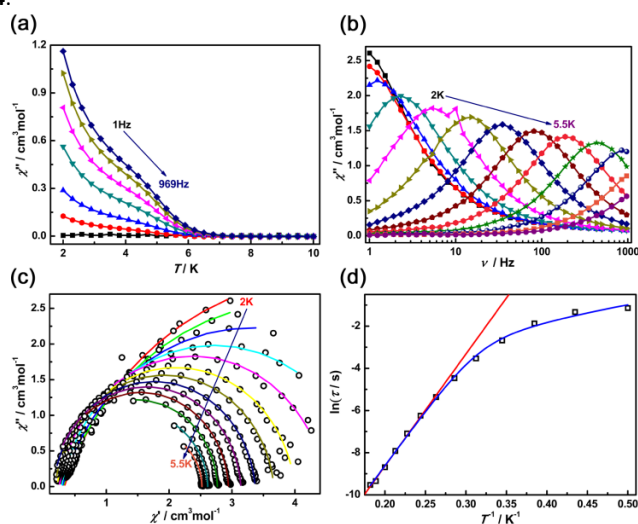 4.
(a)
(b)
1.2
0.9
0.6
0.3
0.0
χ'' / cm³mol⁻¹
1Hz
969Hz
2 4 6 8 10
T / K
2.5
2.0
1.5
1.0
0.5
0.0
χ'' / cm³mol⁻¹
2K
5.5K
1 10 100 1000
ν / Hz
(c)
(d)
2.5
2.0
1.5
1.0
0.5
0.0
χ'' / cm³mol⁻¹
2K
5.5K
1 2 3 4
χ' / cm³mol⁻¹
-2
-4
-6
-8
-10
ln(τ / s)
0.20 0.25 0.30 0.35 0.40 0.45 0.50
T⁻¹ / K⁻¹